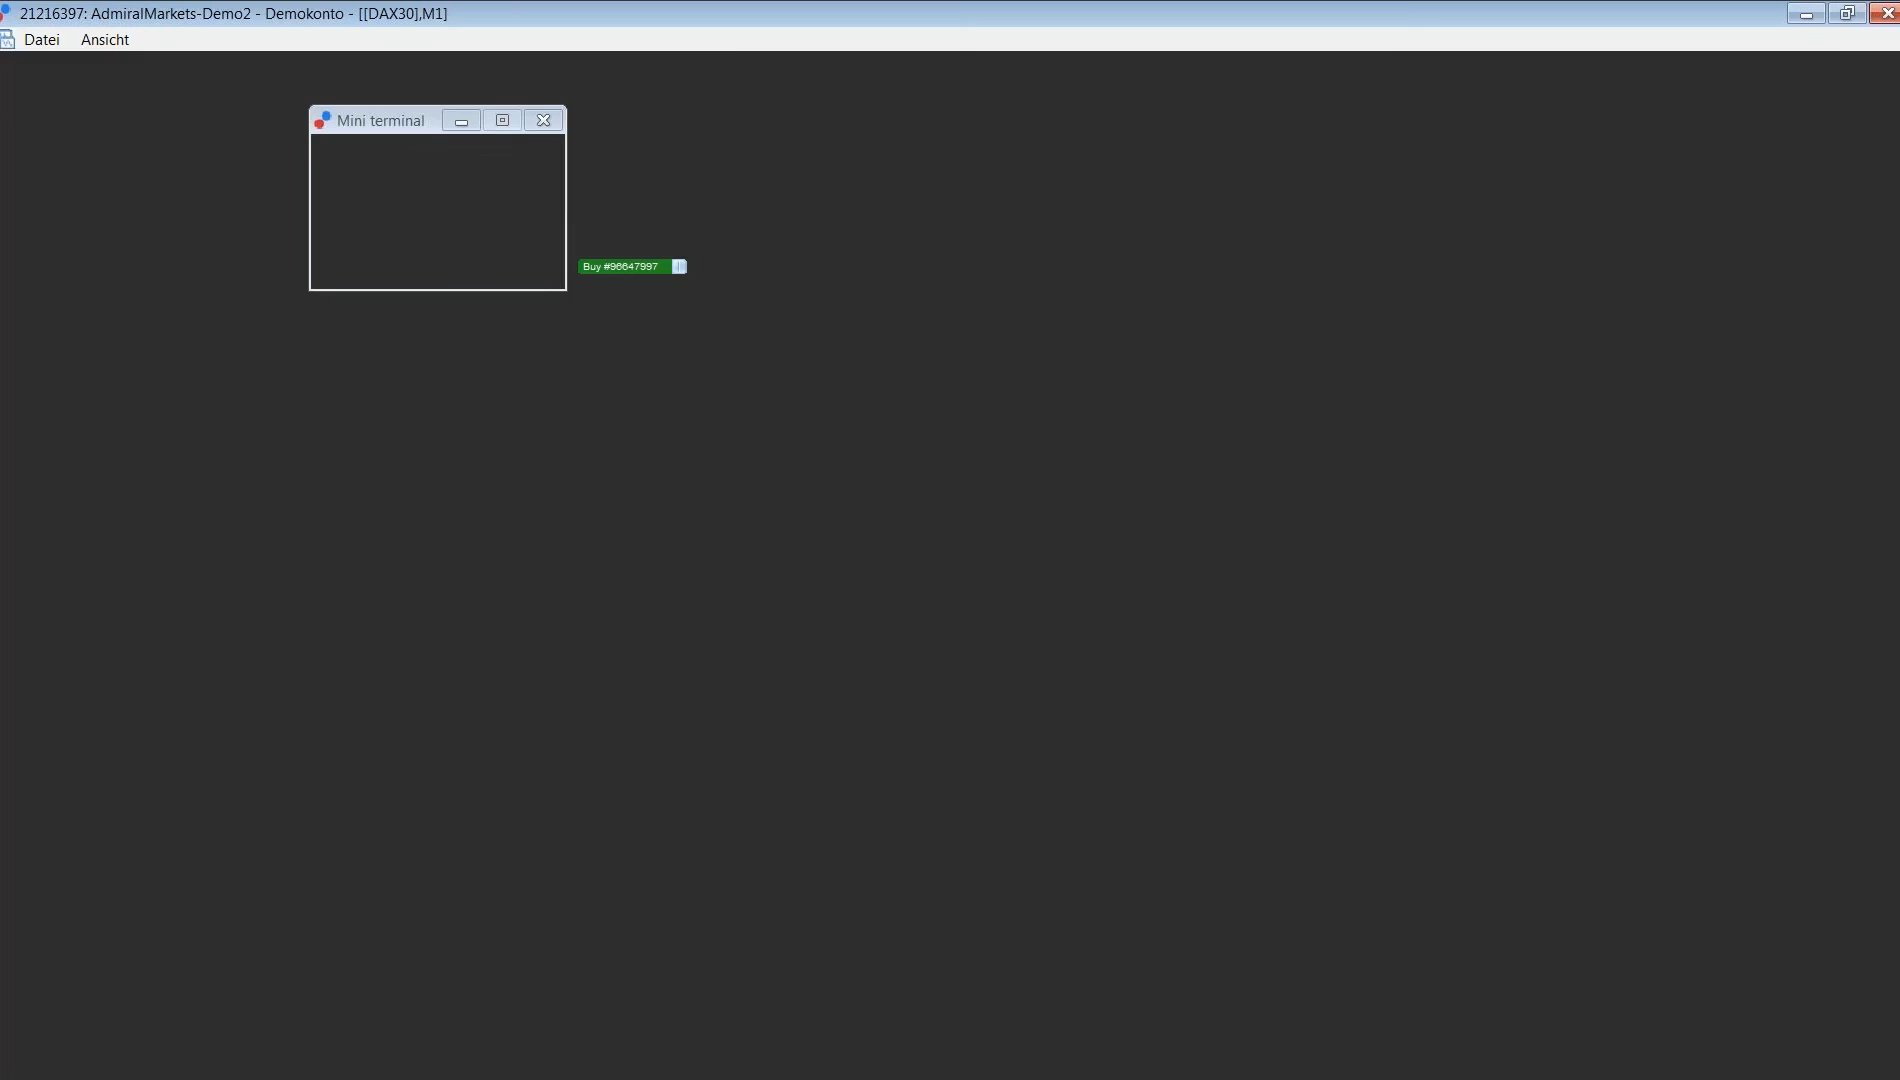 21216397: AdmiralMarkets-Demo2 - Demokonto - [[DAX30],M1]
Datei Ansicht
Mini terminal
Buy #96647997